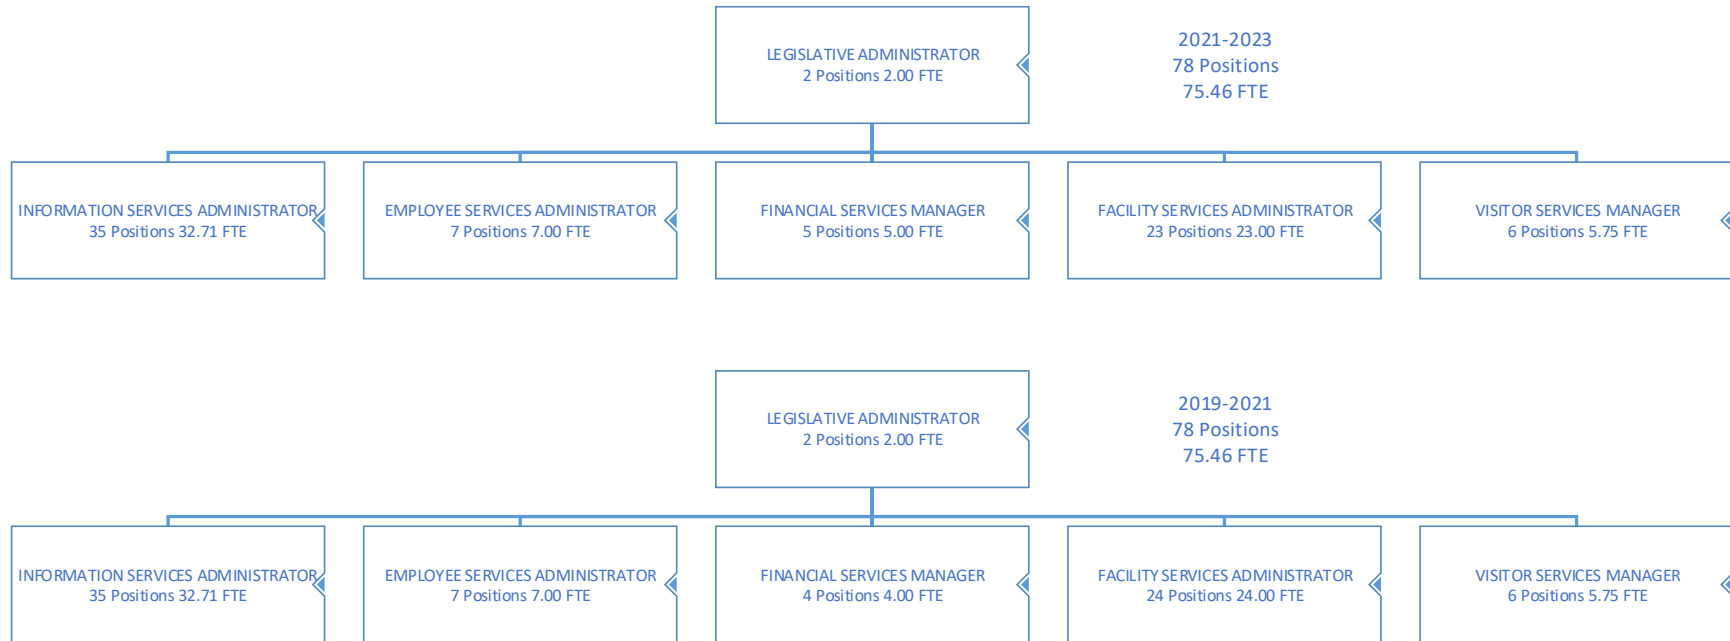 LEGISLATIVE ADMINISTRATOR
2 Positions 2.00 FTE
2021-2023
78 Positions
75.46 FTE
INFORMATION SERVICES ADMINISTRATOR
35 Positions 32.71 FTE
EMPLOYEE SERVICES ADMINISTRATOR
7 Positions 7.00 FTE
FINANCIAL SERVICES MANAGER
5 Positions 5.00 FTE
FACILITY SERVICES ADMINISTRATOR
23 Positions 23.00 FTE
VISITOR SERVICES MANAGER
6 Positions 5.75 FTE
LEGISLATIVE ADMINISTRATOR
2 Positions 2.00 FTE
2019-2021
78 Positions
75.46 FTE
INFORMATION SERVICES ADMINISTRATOR
35 Positions 32.71 FTE
EMPLOYEE SERVICES ADMINISTRATOR
7 Positions 7.00 FTE
FINANCIAL SERVICES MANAGER
4 Positions 4.00 FTE
FACILITY SERVICES ADMINISTRATOR
24 Positions 24.00 FTE
VISITOR SERVICES MANAGER
6 Positions 5.75 FTE